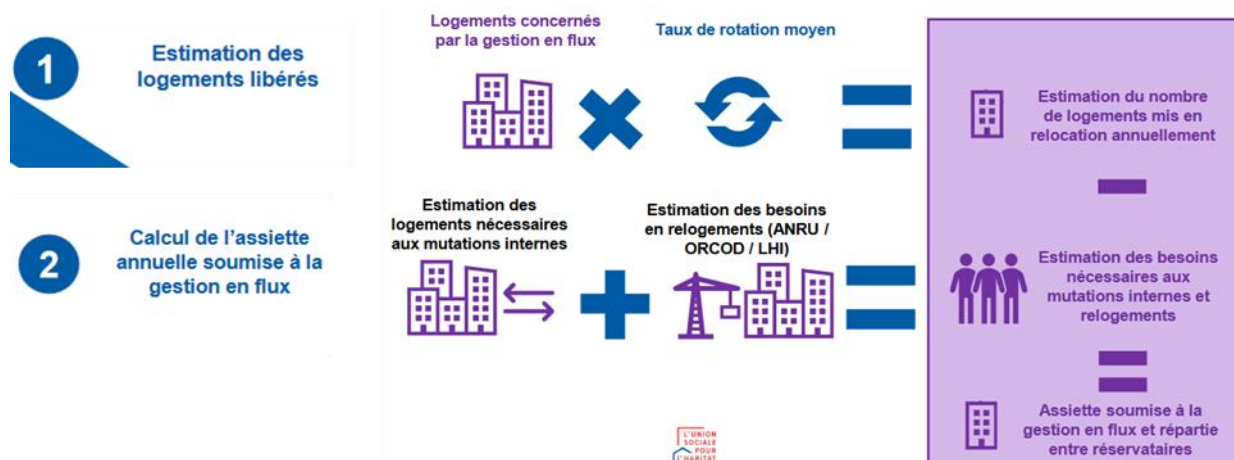 1
Estimation des
logements libérés
Logements concernés
par la gestion en flux
Taux de rotation moyen
Estimation du nombre
de logements mis en
relocation annuellement
2
Calcul de l'assiette
annuelle soumise à la
gestion en flux
Estimation des
logements nécessaires
aux mutations internes
Estimation des besoins
en relogements (ANRU /
ORCOD / LHI)
Estimation des besoins
nécessaires aux
mutations internes et
relogements
Assiette soumise à la
gestion en flux et répartie
entre réservataires
L'UNION
SOCIALE
POUR
L'HABITAT